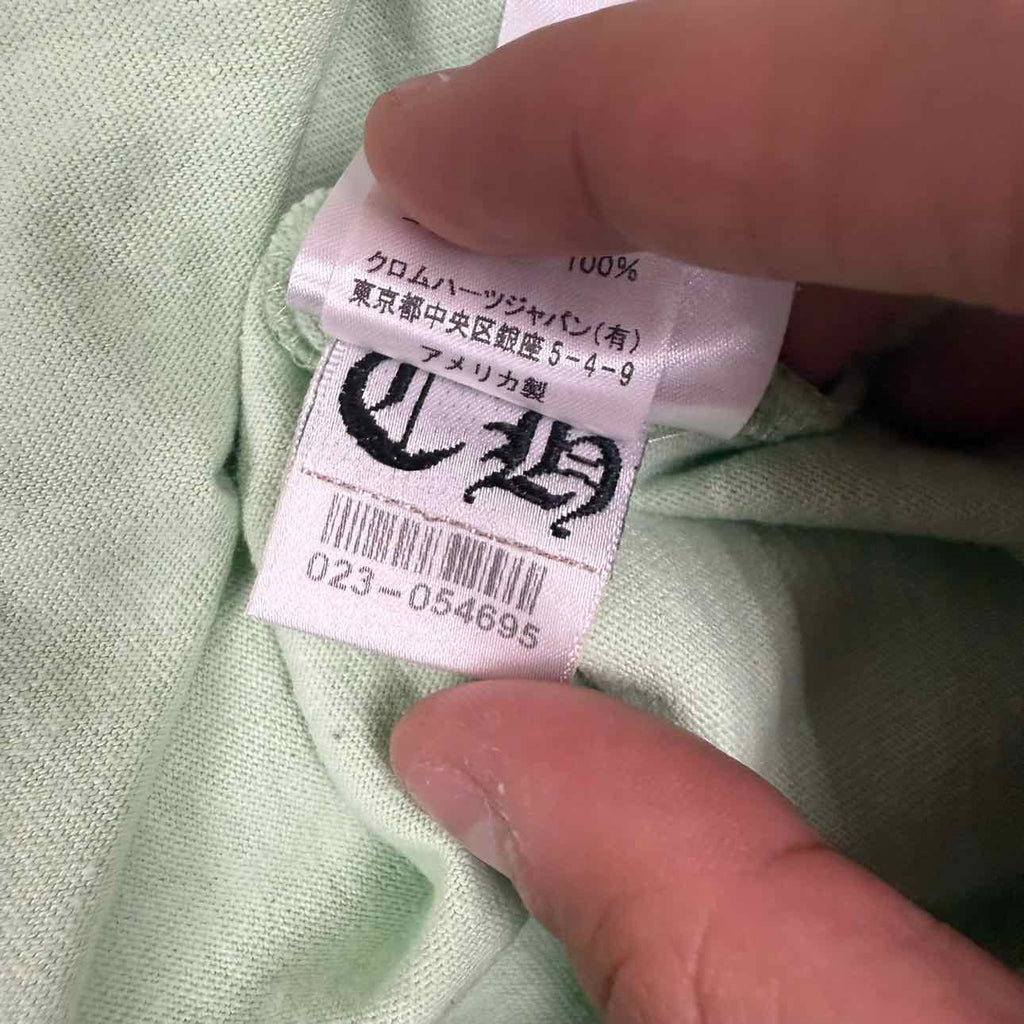 100%
クロムハーツジャパン(有)
東京都中央区銀座5-4-9
アメリカ製
CH
023-054695